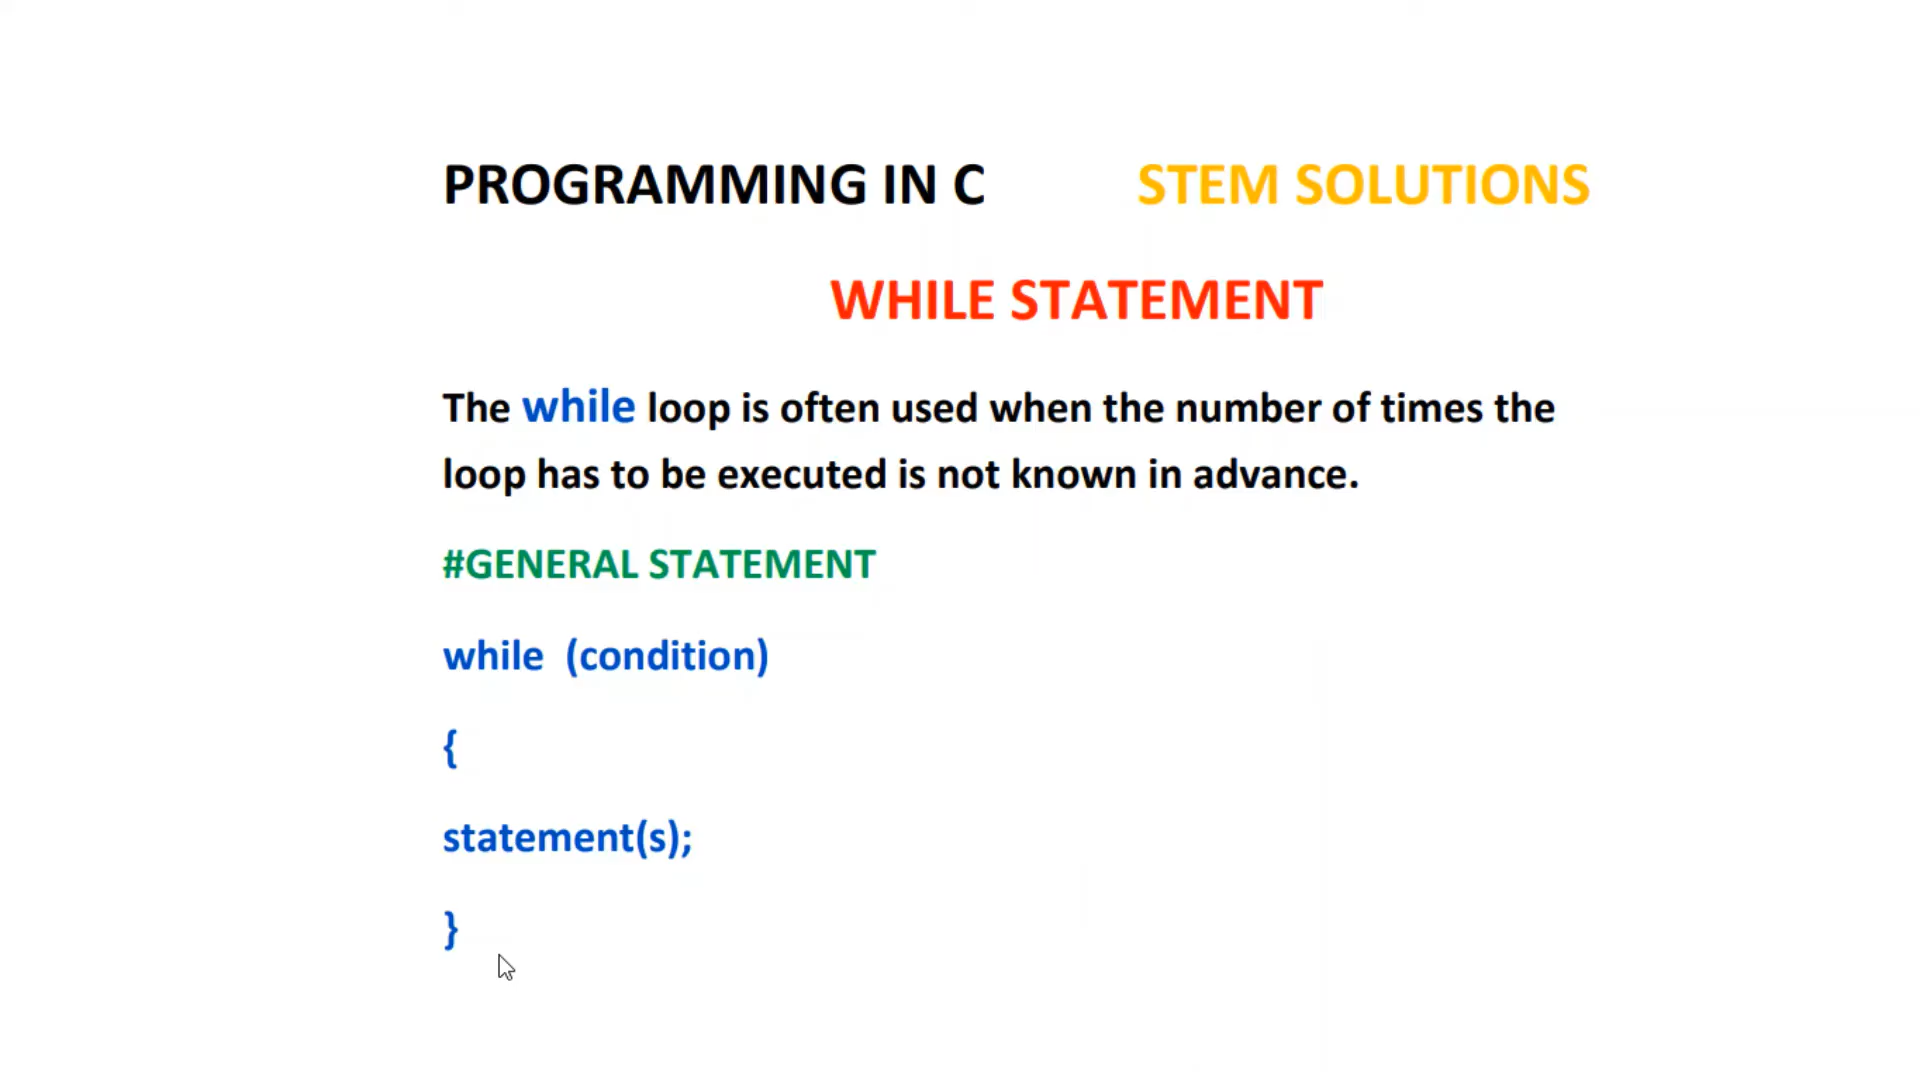 PROGRAMMING IN C STEM SOLUTIONS
WHILE STATEMENT
The while loop is often used when the number of times the
loop has to be executed is not known in advance.
#GENERAL STATEMENT
while (condition)
{
statement(s);
}